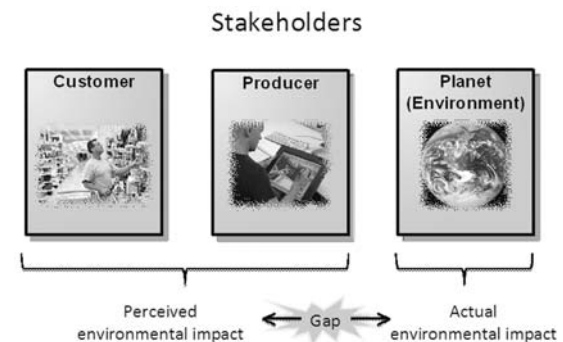 Stakeholders
Customer
Producer
Planet
(Environment)
Perceived
environmental impact
Gap
Actual
environmental impact